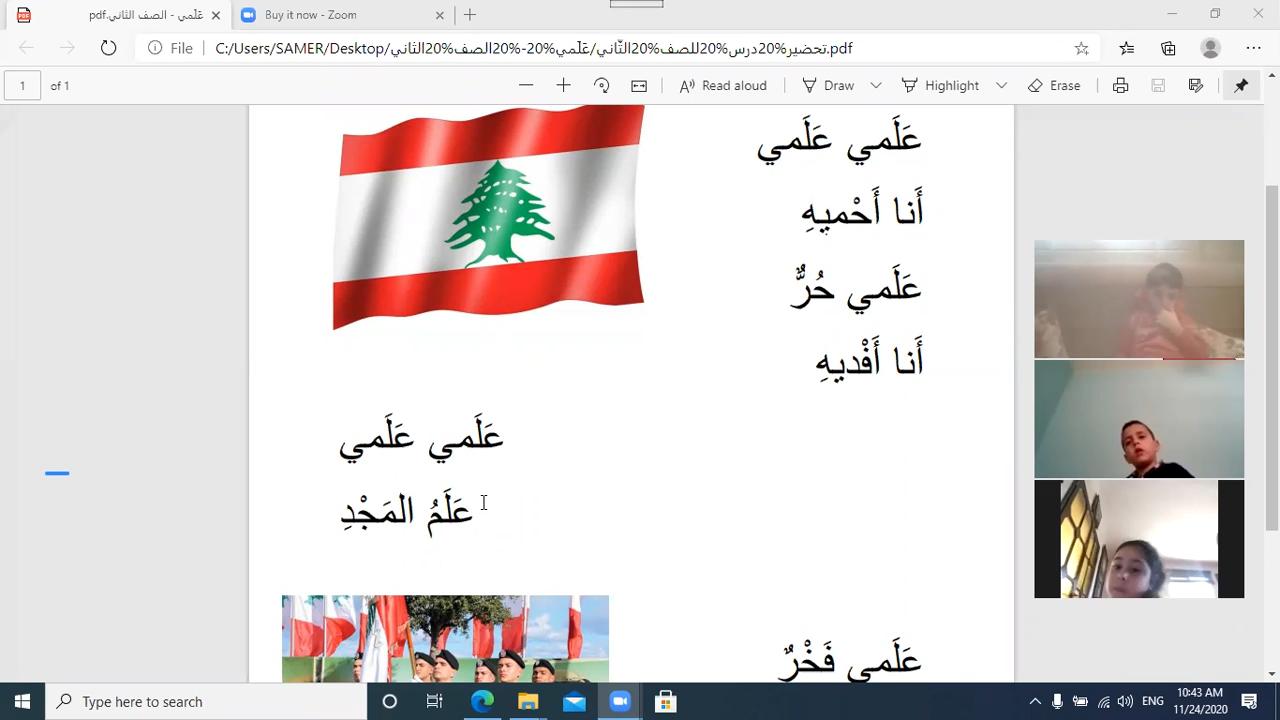 عَلَمي - الصف الثاني.pdf
Buy it now - Zoom
File
C:/Users/SAMER/Desktop/تحضير%20درس%20للصف%20الثّاني/عَلَمي%20-%20الصف%20الثاني.pdf
1 of 1
Read aloud
Draw
Highlight
Erase
عَلَمي عَلَمي
أَنا أَحْميهِ
عَلَمي حُرٌّ
أَنا أَفْديهِ
عَلَمي عَلَمي
عَلَمُ المَجْدِ
عَلَمي فَخْرٌ
Type here to search
ENG
10:43 AM
11/24/2020